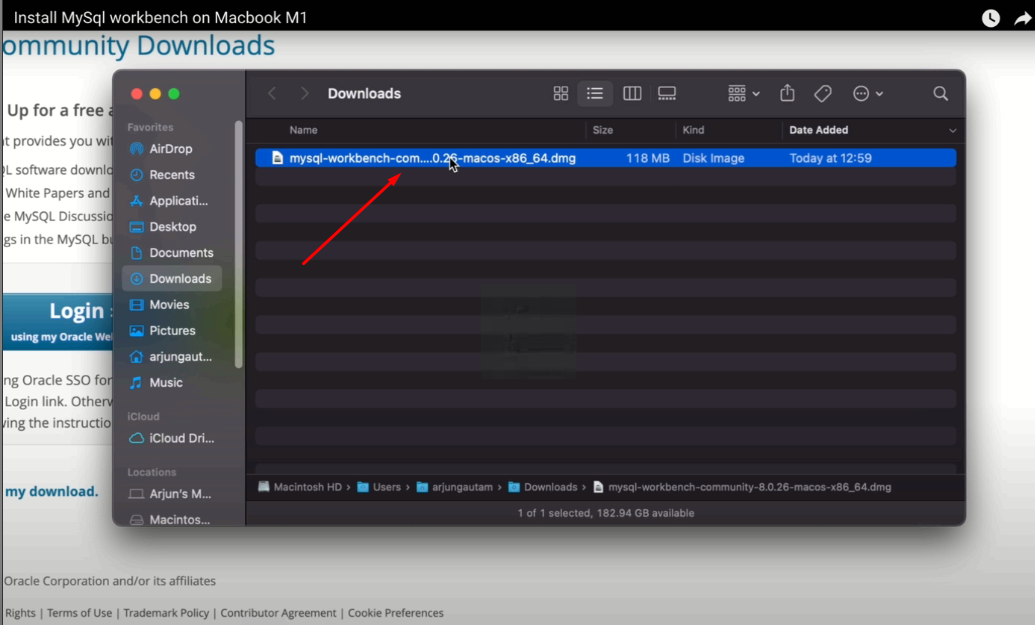 Install MySql workbench on Macbook M1
ommunity Downloads
Up for a free
t provides you wit
L software downlo
White Papers and
e MySQL Discussio
gs in the MySQL bu
Login
using my Oracle We
ng Oracle SSO for
Login link. Otherw
ving the instructio
my download.
Downloads
Favorites
AirDrop
Recents
Applicati...
Desktop
Documents
Downloads
Movies
Pictures
arjungaut...
Music
iCloud
iCloud Dri...
Locations
Arjun's M...
Macintos...
Name Size Kind Date Added
mysql-workbench-com....0.26-macos-x86_64.dmg 118 MB Disk Image Today at 12:59
Macintosh HD › Users › arjungautam › Downloads › mysql-workbench-community-8.0.26-macos-x86_64.dmg
1 of 1 selected, 182.94 GB available
Oracle Corporation and/or its affiliates
Rights | Terms of Use | Trademark Policy | Contributor Agreement | Cookie Preferences